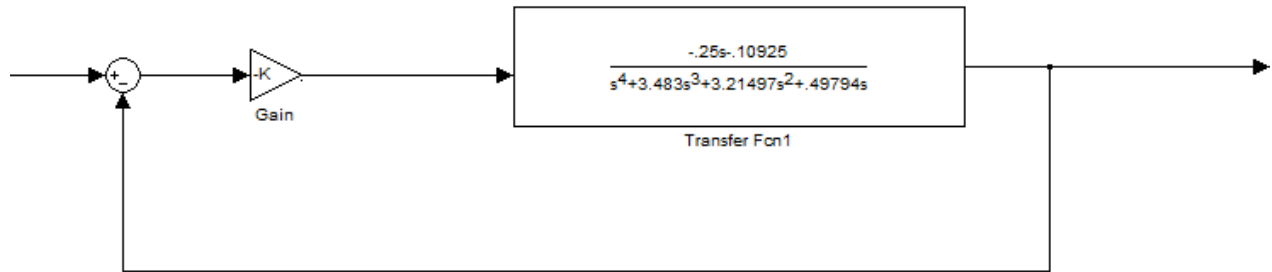 +
-
-K
Gain
-.25s-.10925
s4+3.483s3+3.21497s2+.49794s
Transfer Fcn1